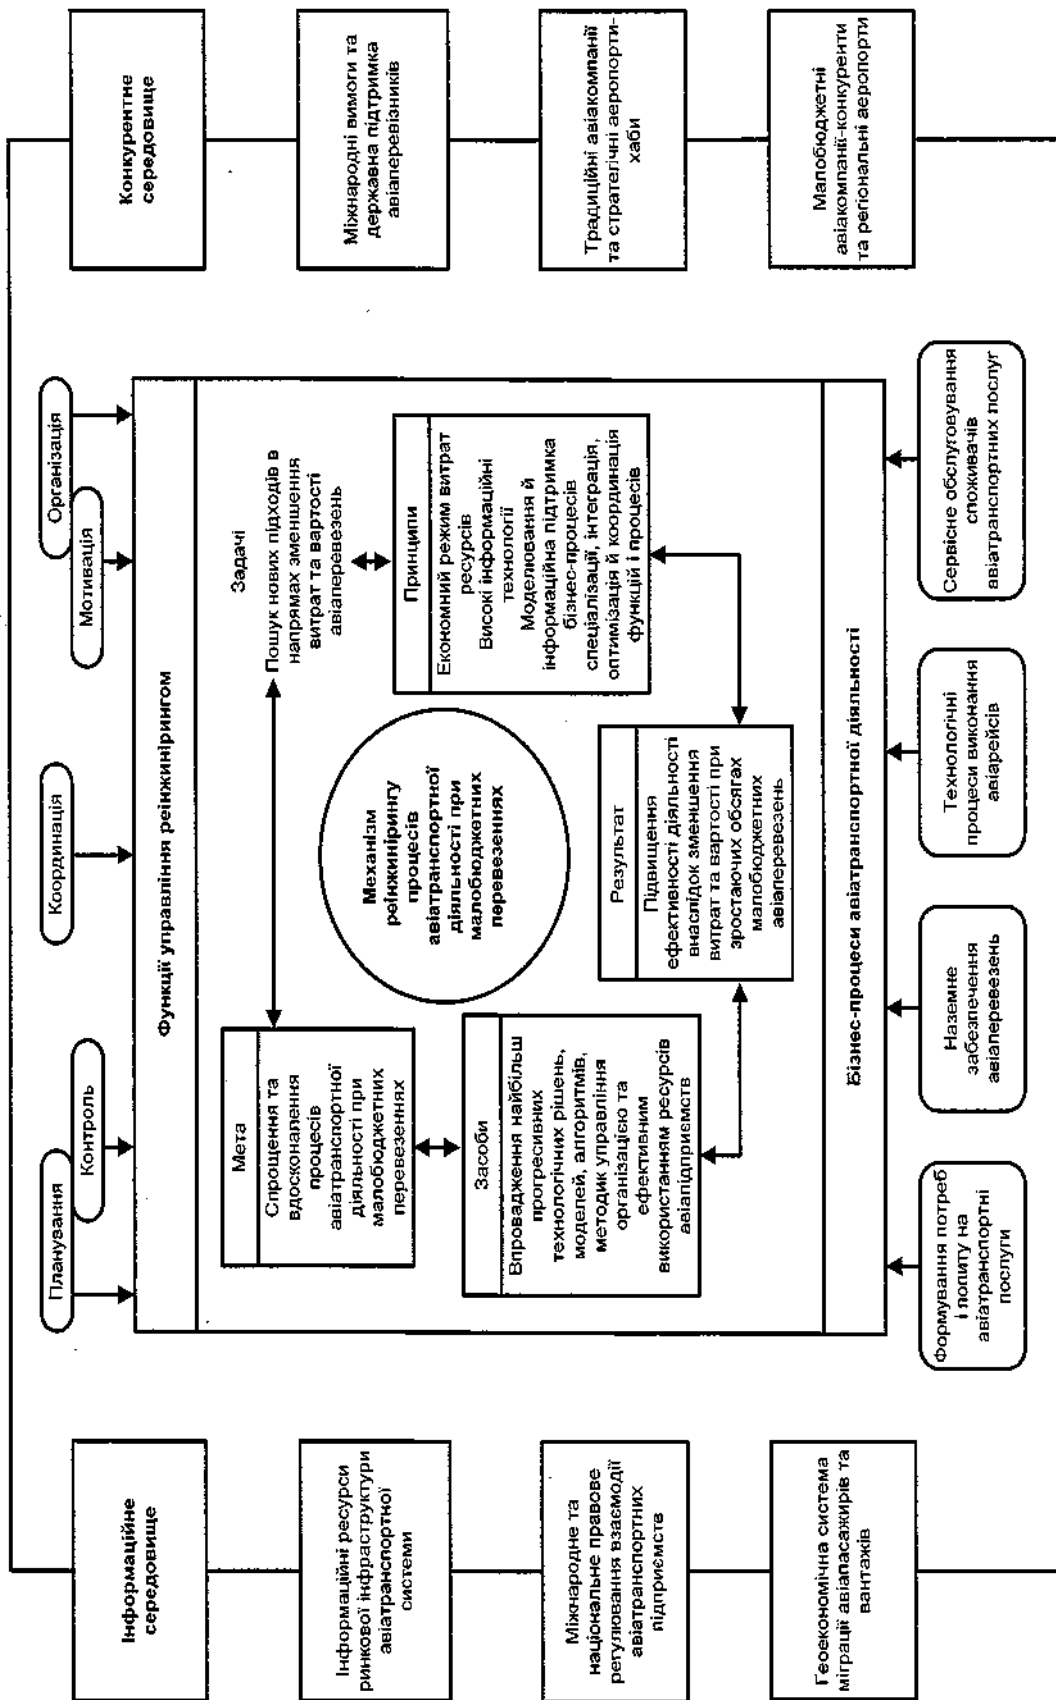 Інформаційне
середовище
Інформаційні ресурси
ринкової інфраструктури
авіатранспортної
системи
Міжнародне та
національне правове
регулювання взаємодії
авіатранспортних
підприємств
Геоекономічна система
міграції авіапасажирів та
вантажів
Планування
Контроль
Координація
Мотивація
Організація
Функції управління реінжинірингом
Мета
Спрощення та
вдосконалення
процесів
авіатранспортної
діяльності при
малобюджетних
перевезеннях
Засоби
Впровадження найбільш
прогресивних
технологічних рішень,
моделей, алгоритмів,
методик управління
організацією та
ефективним
використанням ресурсів
авіапідприємств
Механізм
реінжинірингу
процесів
авіатранспортної
діяльності при
малобюджетних
перевезеннях
Результат
Підвищення
ефективності діяльності
внаслідок зменшення
витрат та вартості при
зростаючих обсягах
малобюджетних
авіаперевезень
Задачі
Пошук нових підходів в
напрямах зменшення
витрат та вартості
авіаперевезень
Принципи
Економний режим витрат
ресурсів
Високі інформаційні
технології
Моделювання й
інформаційна підтримка
бізнес-процесів
спеціалізації, інтеграція,
оптимізація й координація
функцій і процесів
Бізнес-процеси авіатранспортної діяльності
Формування потреб
і попиту на
авіатранспортні
послуги
Наземне
забезпечення
авіаперевезень
Технологічні
процеси виконання
авіарейсів
Сервісне обслуговування
споживачів
авіатранспортних послуг
Конкурентне
середовище
Міжнародні вимоги та
державна підтримка
авіаперевізників
Традиційні авіакомпанії
та стратегічні аеропорти-
хаби
Малобюджетні
авіакомпанії-конкуренти
та регіональні аеропорти